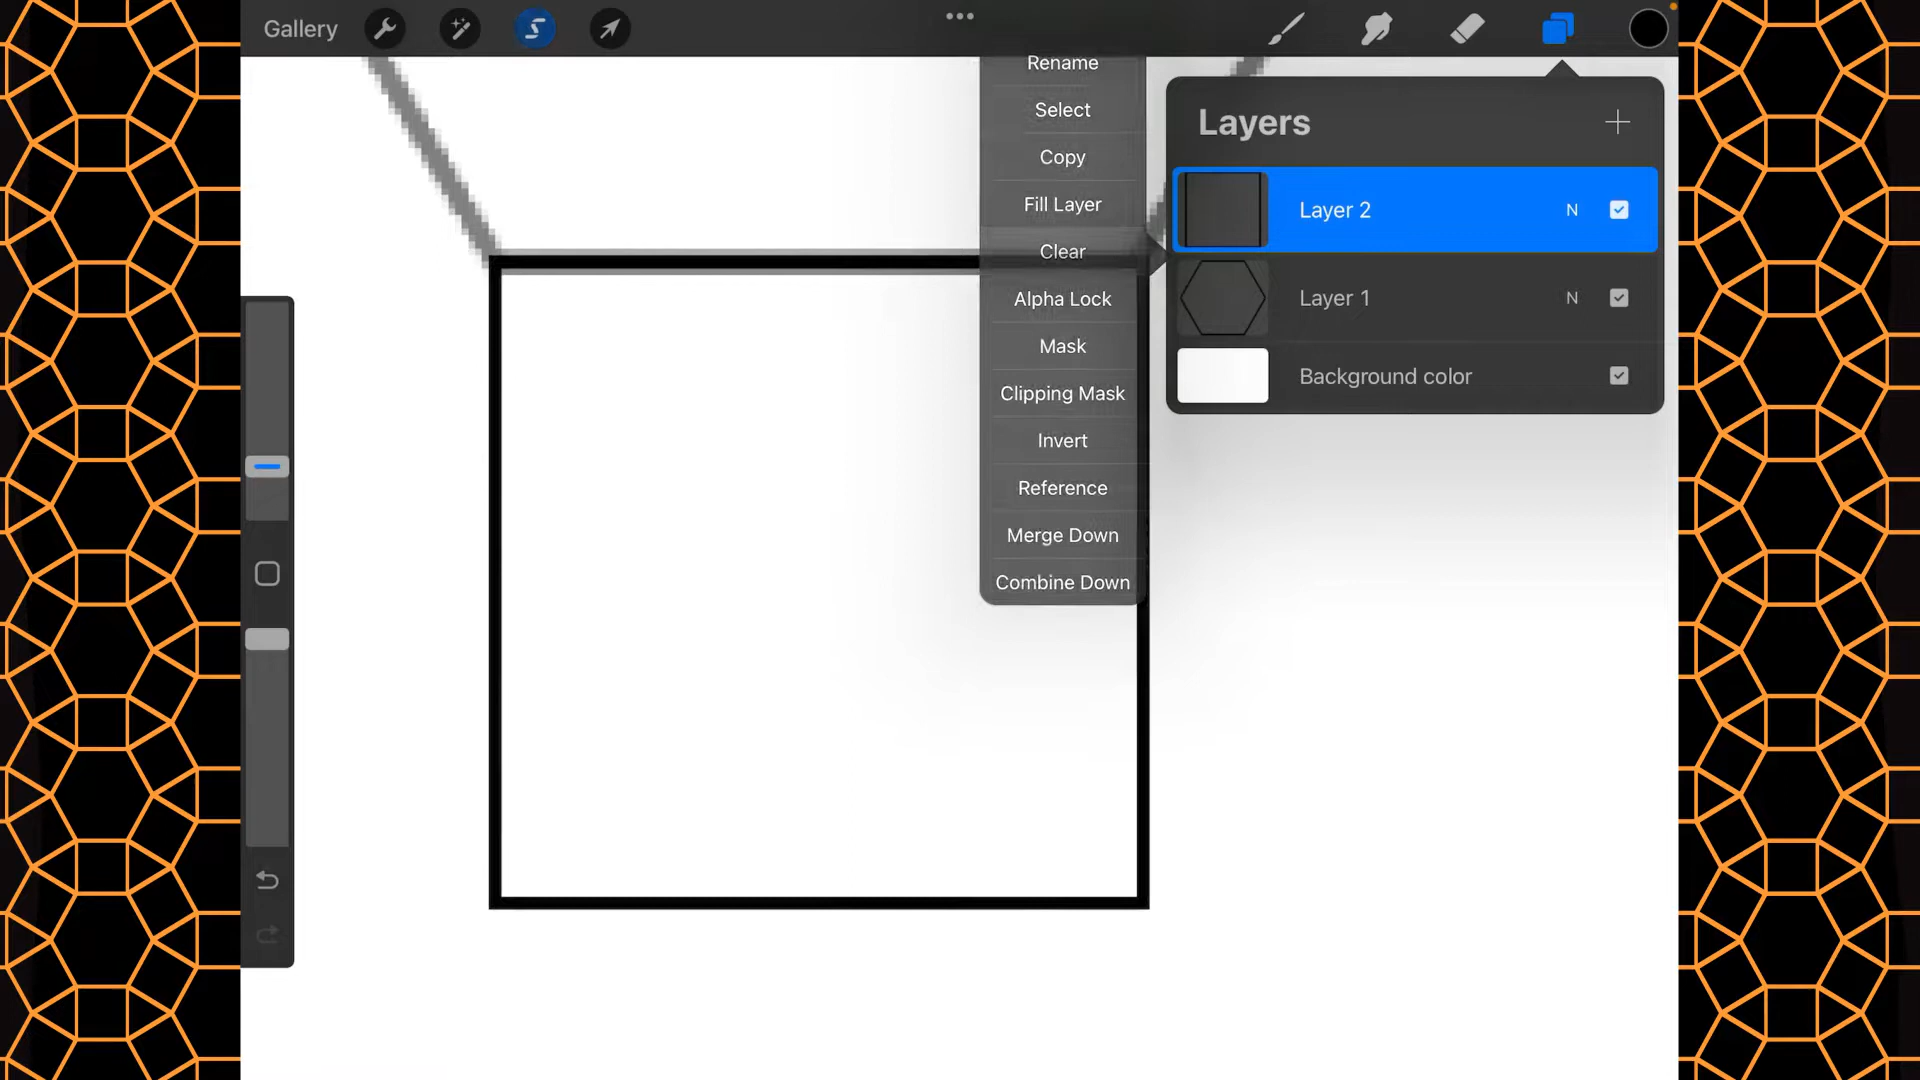 Gallery
Rename
Select
Copy
Fill Layer
Clear
Alpha Lock
Mask
Clipping Mask
Invert
Reference
Merge Down
Combine Down
Layers
Layer 2 N
Layer 1 N
Background color